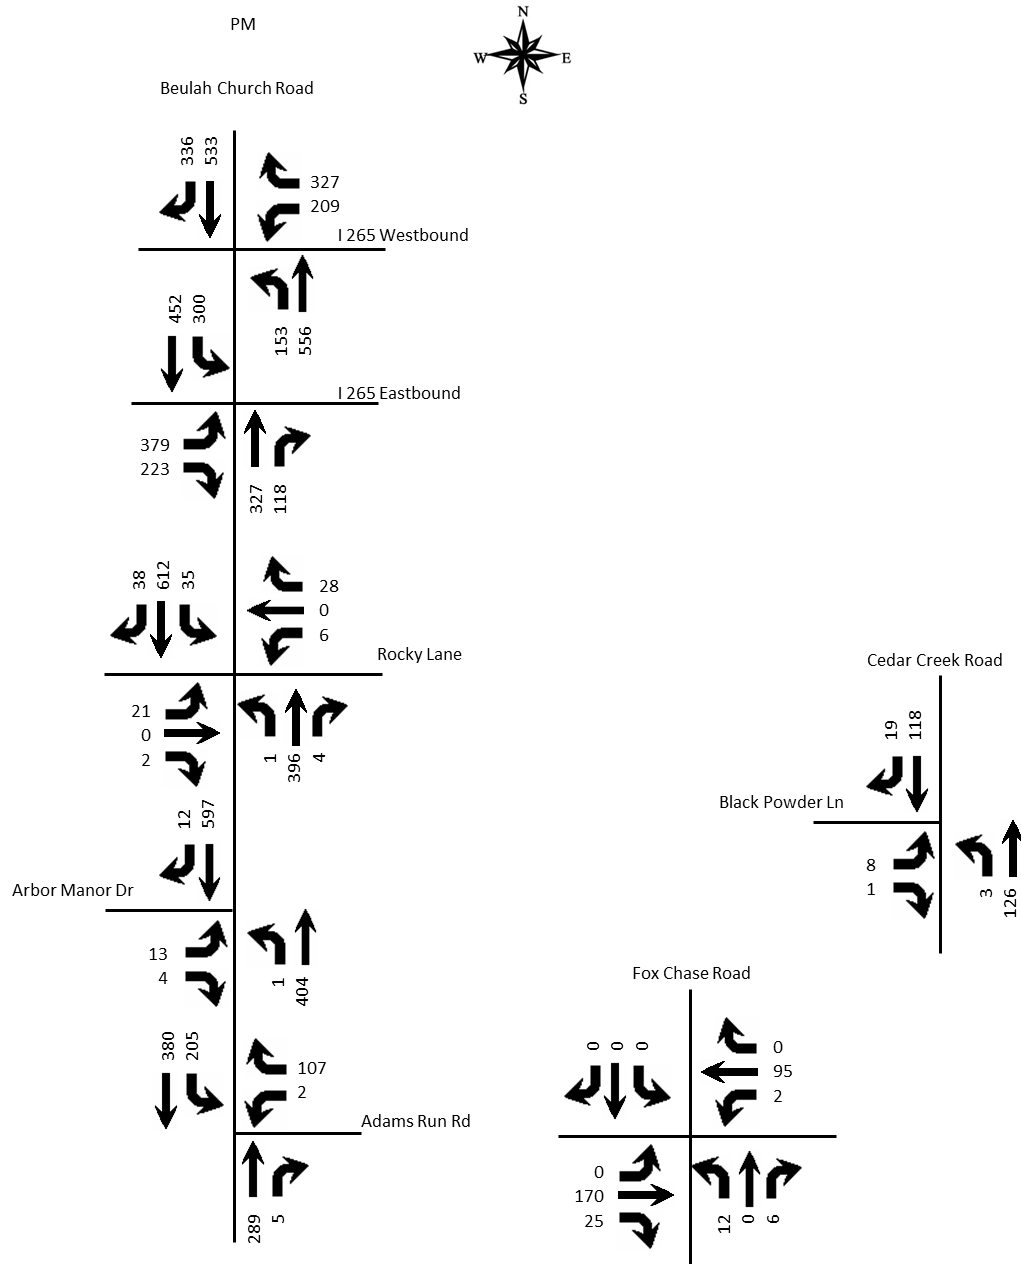 PM
N
W E
S
Beulah Church Road
336 533
327
209
I 265 Westbound
153 556
452 300
I 265 Eastbound
379
223
327 118
38 612 35
28
0
6
Rocky Lane
21
0
2
1 396 4
12 597
Arbor Manor Dr
13
4
1 404
380 205
107
2
Adams Run Rd
289 5
Cedar Creek Road
19 118
Black Powder Ln
8
1
3 126
Fox Chase Road
0 0 0
0
95
2
0
170
25
12 0 6